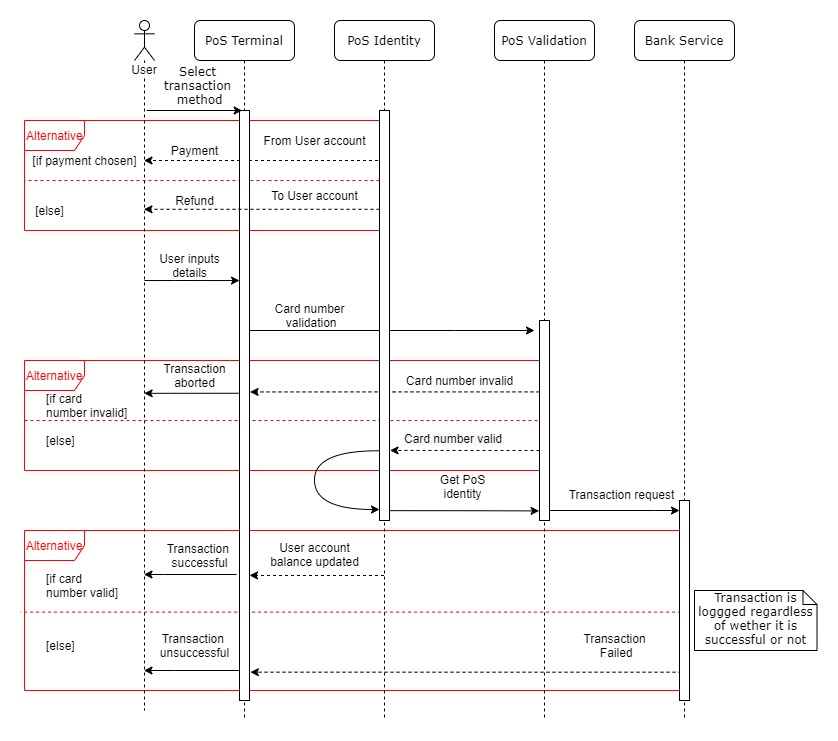 PoS Terminal
PoS Identity
PoS Validation
Bank Service
User
Select
transaction
method
Alternative
From User account
Payment
[if payment chosen]
To User account
Refund
[else]
User inputs
details
Card number
validation
Alternative
Transaction
aborted
Card number invalid
[if card
number invalid]
[else]
Card number valid
Get PoS
identity
Transaction request
Alternative
Transaction
successful
User account
balance updated
[if card
number valid]
Transaction is
loggged regardless
of wether it is
successful or not
[else]
Transaction
unsuccessful
Transaction
Failed